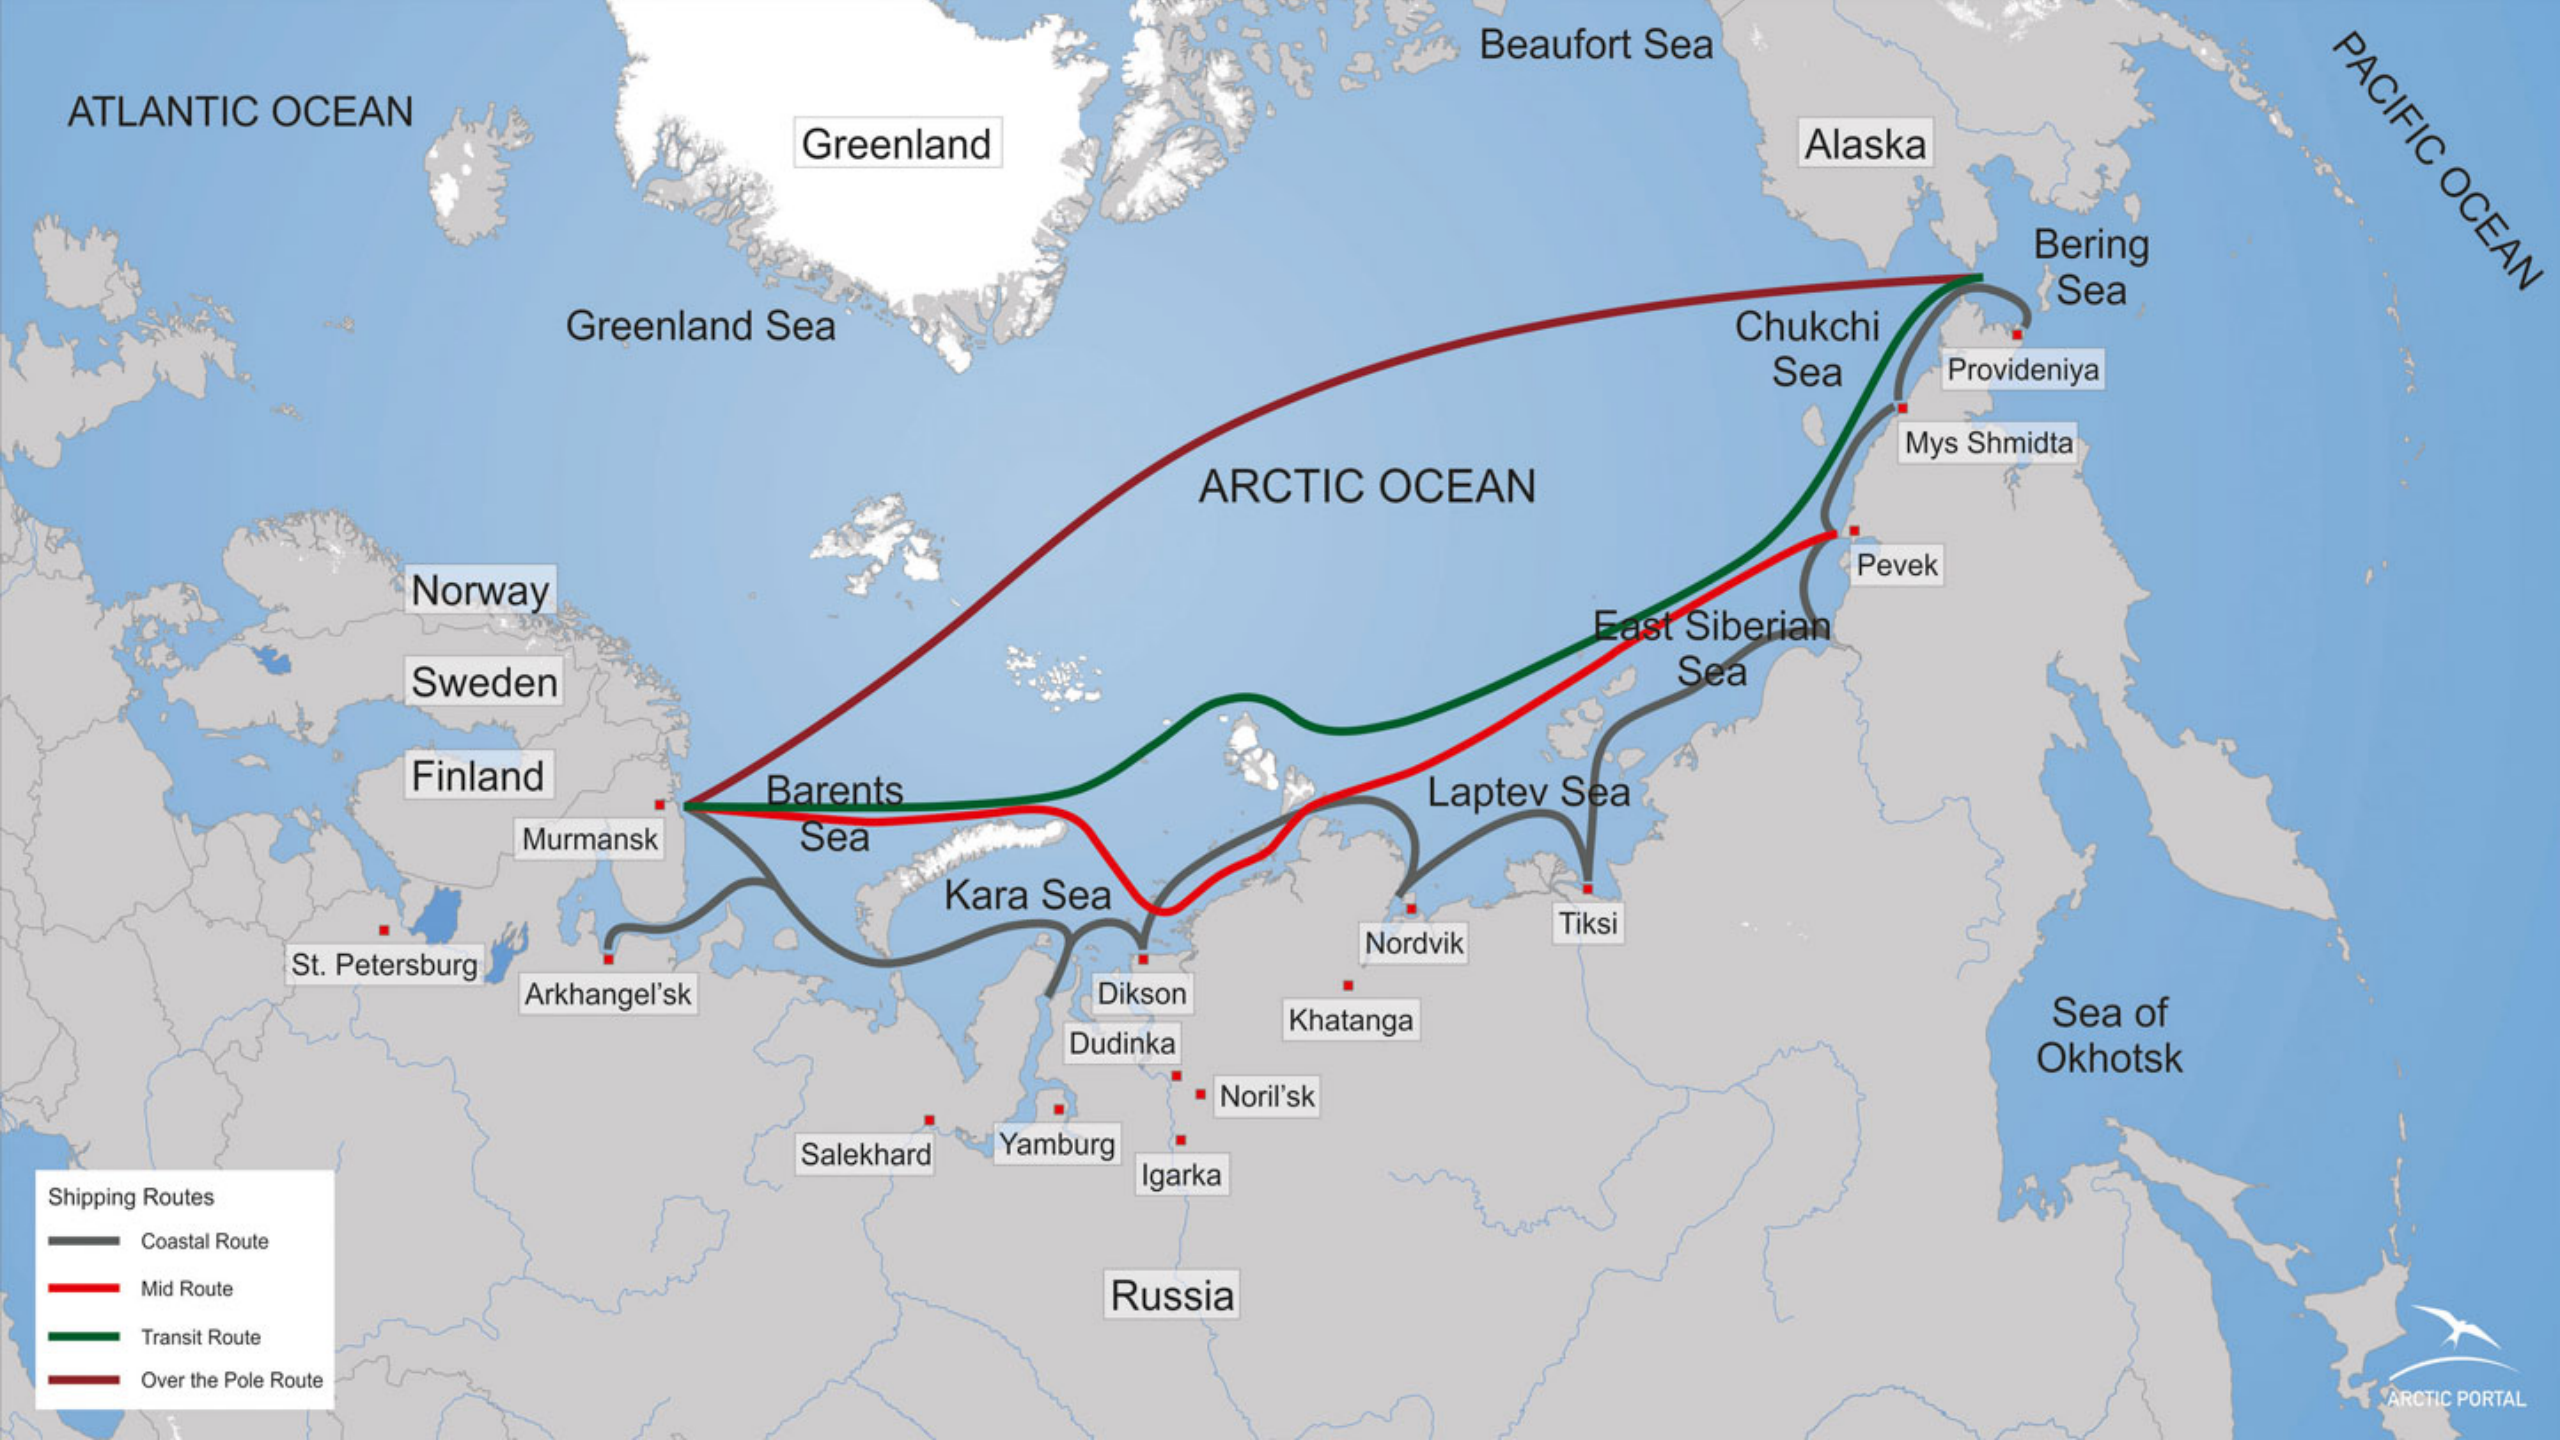 Beaufort Sea
PACIFIC OCEAN
ATLANTIC OCEAN
Greenland
Alaska
Bering
Sea
Greenland Sea
Chukchi
Sea
Provideniya
Mys Shmidta
ARCTIC OCEAN
Pevek
Norway
East Siberian
Sea
Sweden
Finland
Barents
Sea
Laptev Sea
Murmansk
Kara Sea
Tiksi
Nordvik
St. Petersburg
Arkhangel'sk
Dikson
Khatanga
Sea of
Okhotsk
Dudinka
Noril'sk
Yamburg
Salekhard
Igarka
Russia
Shipping Routes
Coastal Route
Mid Route
Transit Route
Over the Pole Route
ARCTIC PORTAL